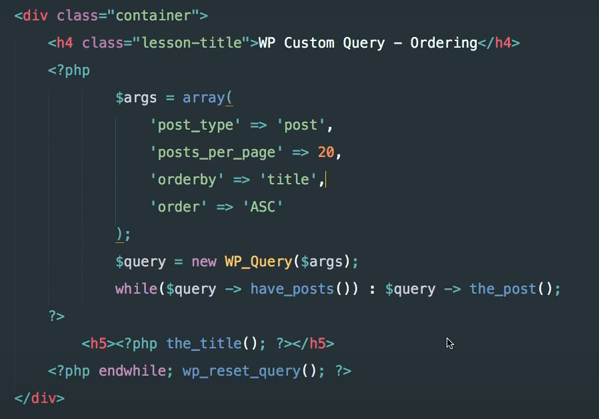 <div class="container">
<h4 class="lesson-title">WP Custom Query - Ordering</h4>
<?php
$args = array(
'post_type' => 'post',
'posts_per_page' => 20,
'orderby' => 'title',
'order' => 'ASC'
);
$query = new WP_Query($args);
while($query -> have_posts()) : $query -> the_post();
?>
<h5><?php the_title(); ?></h5>
<?php endwhile; wp_reset_query(); ?>
</div>